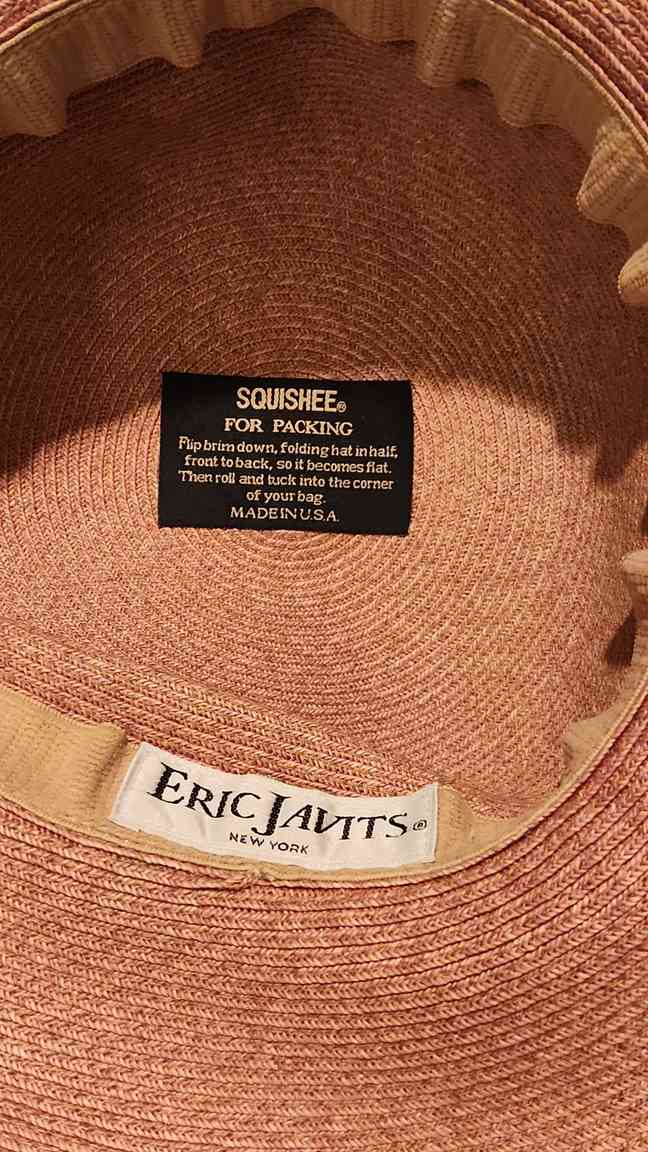 SQUISHEE®
FOR PACKING
Flip brim down, folding hat in half,
front to back, so it becomes flat.
Then roll and tuck into the corner
of your bag.
MADE IN U.S.A.
ERIC JAVITS®
NEW YORK